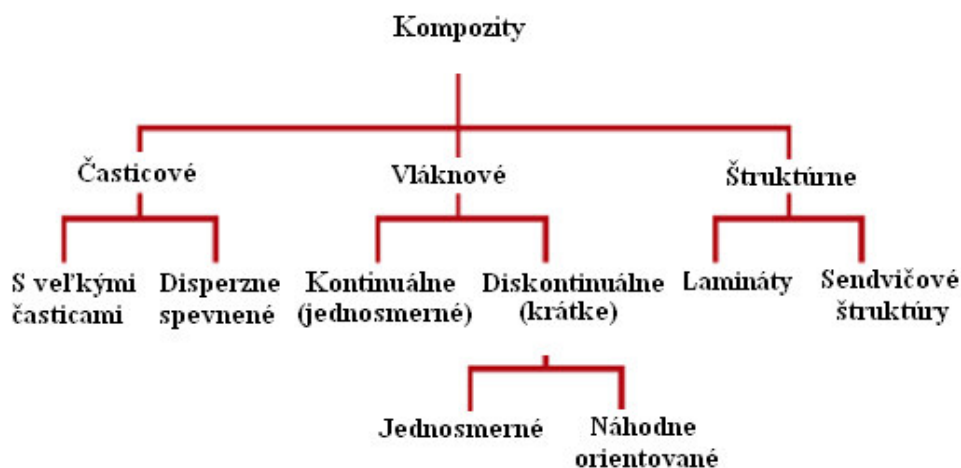 Kompozity
Časticové
Vláknové
Štruktúrne
S veľkými
časticami
Disperzne
spevnené
Kontinuálne
(jednosmerné)
Diskontinuálne
(krátke)
Lamináty
Sendvičové
štruktúry
Jednosmerné
Náhodne
orientované